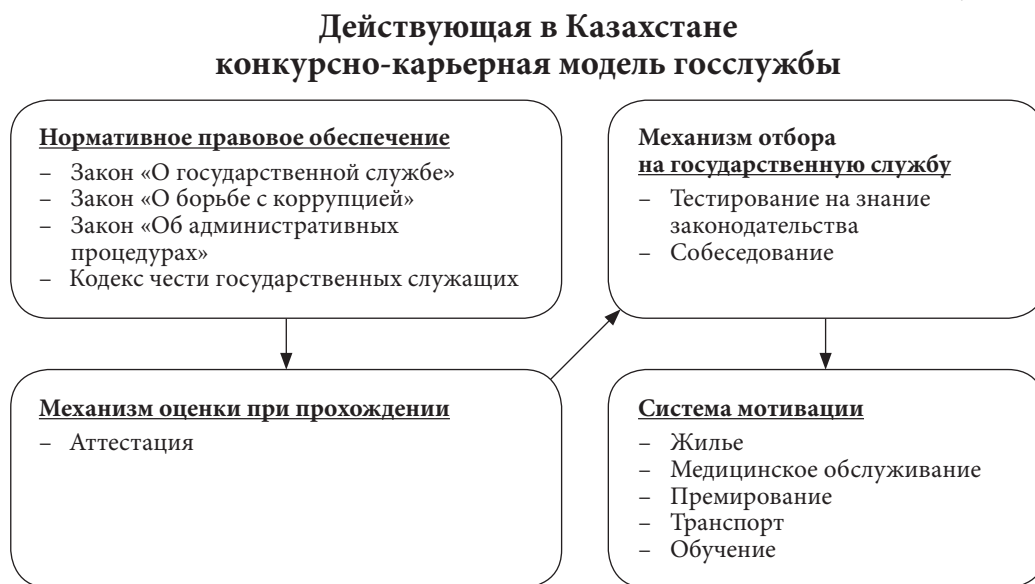 Действующая в Казахстане
конкурсно-карьерная модель госслужбы
Нормативное правовое обеспечение
– Закон «О государственной службе»
– Закон «О борьбе с коррупцией»
– Закон «Об административных
процедурах»
– Кодекс чести государственных служащих
Механизм отбора
на государственную службу
– Тестирование на знание
законодательства
– Собеседование
Механизм оценки при прохождении
– Аттестация
Система мотивации
– Жилье
– Медицинское обслуживание
– Премирование
– Транспорт
– Обучение